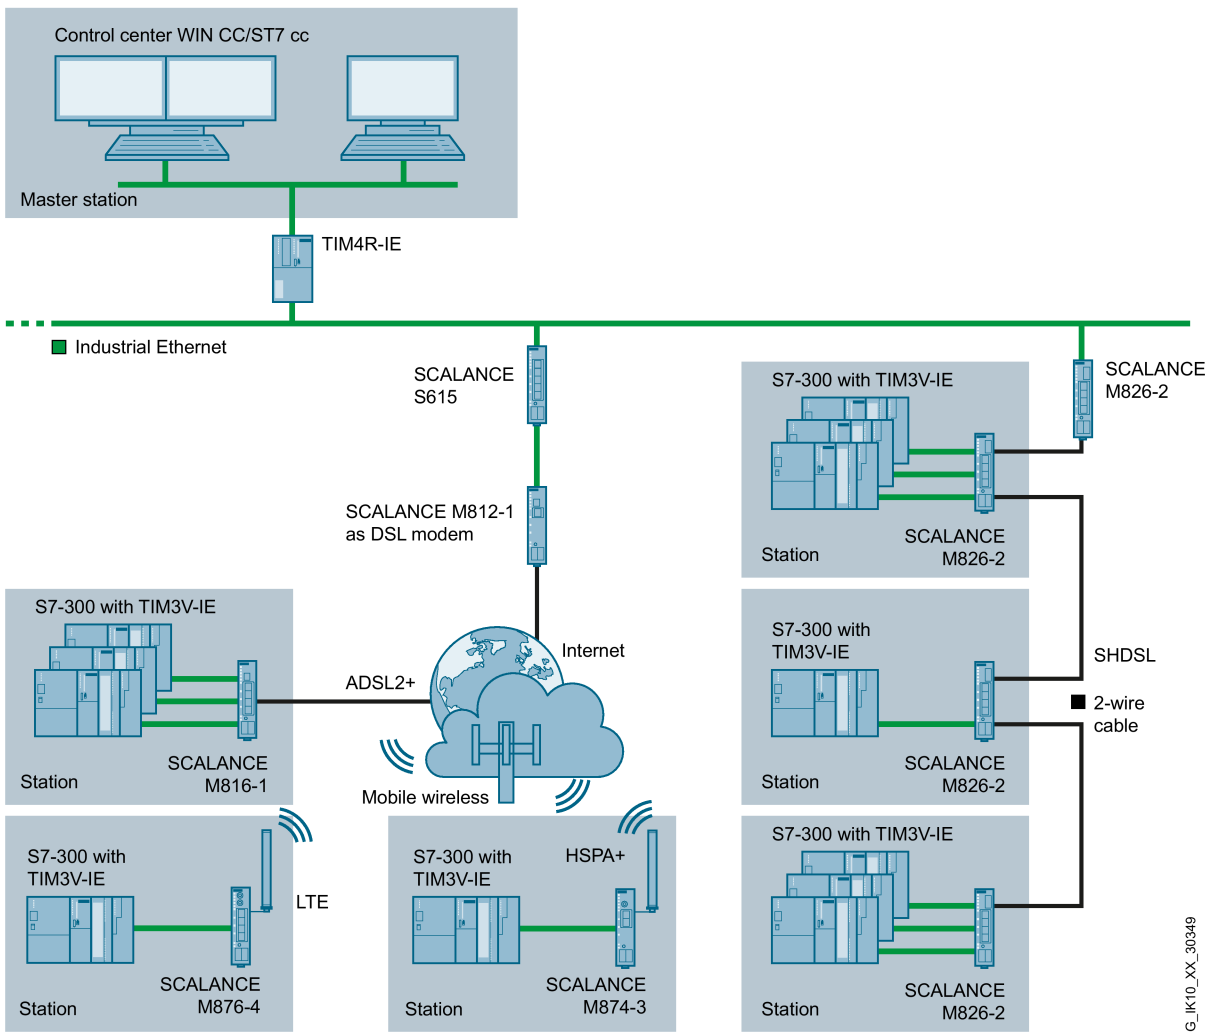 Control center WIN CC/ST7 cc
Master station
TIM4R-IE
Industrial Ethernet
SCALANCE
S615
SCALANCE M812-1
as DSL modem
Internet
ADSL2+
Mobile wireless
S7-300 with TIM3V-IE
SCALANCE
M816-1
Station
S7-300 with
TIM3V-IE
LTE
SCALANCE
M876-4
Station
S7-300 with
TIM3V-IE
HSPA+
SCALANCE
M874-3
Station
SCALANCE
M826-2
S7-300 with TIM3V-IE
SCALANCE
M826-2
Station
S7-300 with
TIM3V-IE
SCALANCE
M826-2
Station
SHDSL
2-wire
cable
S7-300 with TIM3V-IE
SCALANCE
M826-2
Station
G_IK10_XX_30349